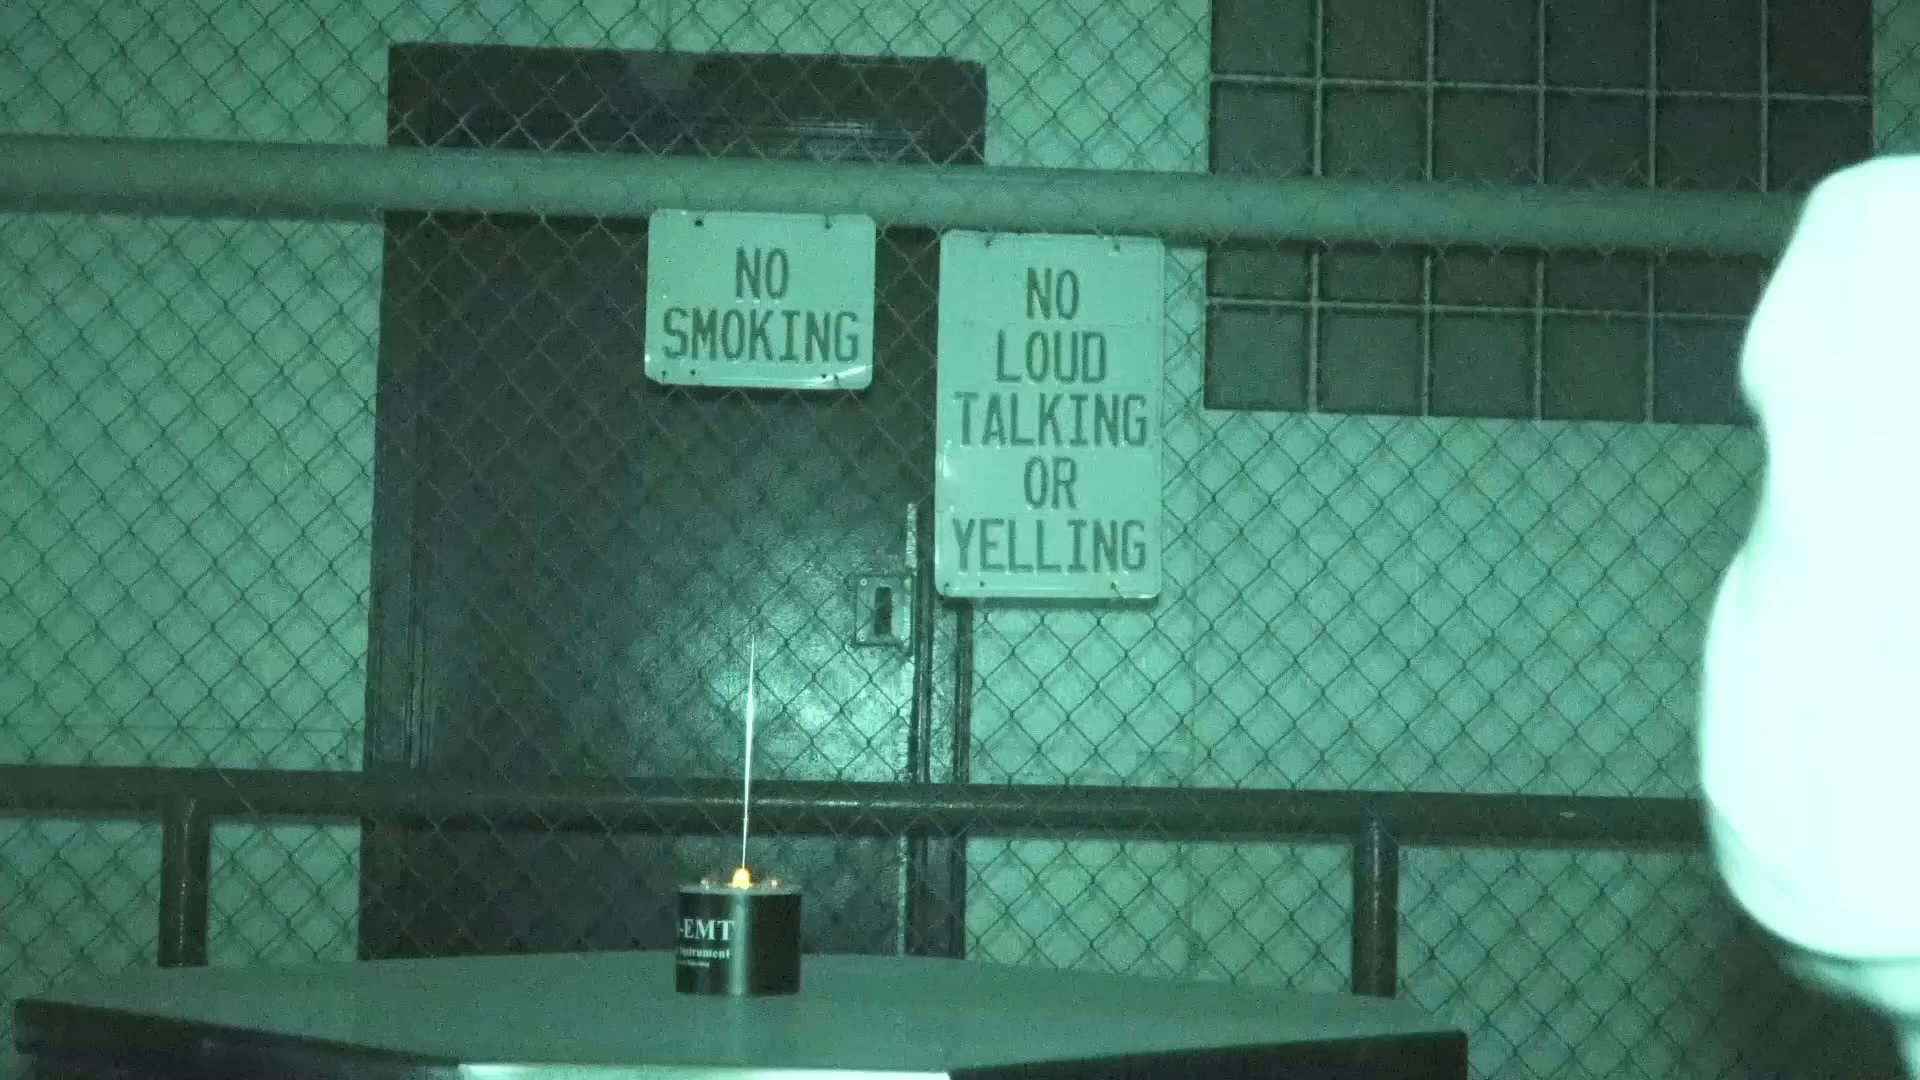 NO
SMOKING
NO
LOUD
TALKING
OR
YELLING
-EMT